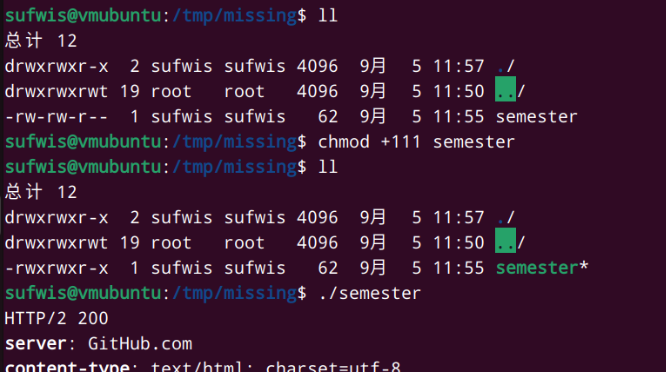 sufwis@vmubuntu:/tmp/missing$ ll
总计 12
drwxrwxr-x  2 sufwis sufwis 4096  9月  5 11:57 ./
drwxrwxrwt 19 root   root   4096  9月  5 11:50 ../
-rw-rw-r--  1 sufwis sufwis   62  9月  5 11:55 semester
sufwis@vmubuntu:/tmp/missing$ chmod +111 semester
sufwis@vmubuntu:/tmp/missing$ ll
总计 12
drwxrwxr-x  2 sufwis sufwis 4096  9月  5 11:57 ./
drwxrwxrwt 19 root   root   4096  9月  5 11:50 ../
-rwxrwxr-x  1 sufwis sufwis   62  9月  5 11:55 semester*
sufwis@vmubuntu:/tmp/missing$ ./semester
HTTP/2 200
server: GitHub.com
content-type: text/html; charset=utf-8